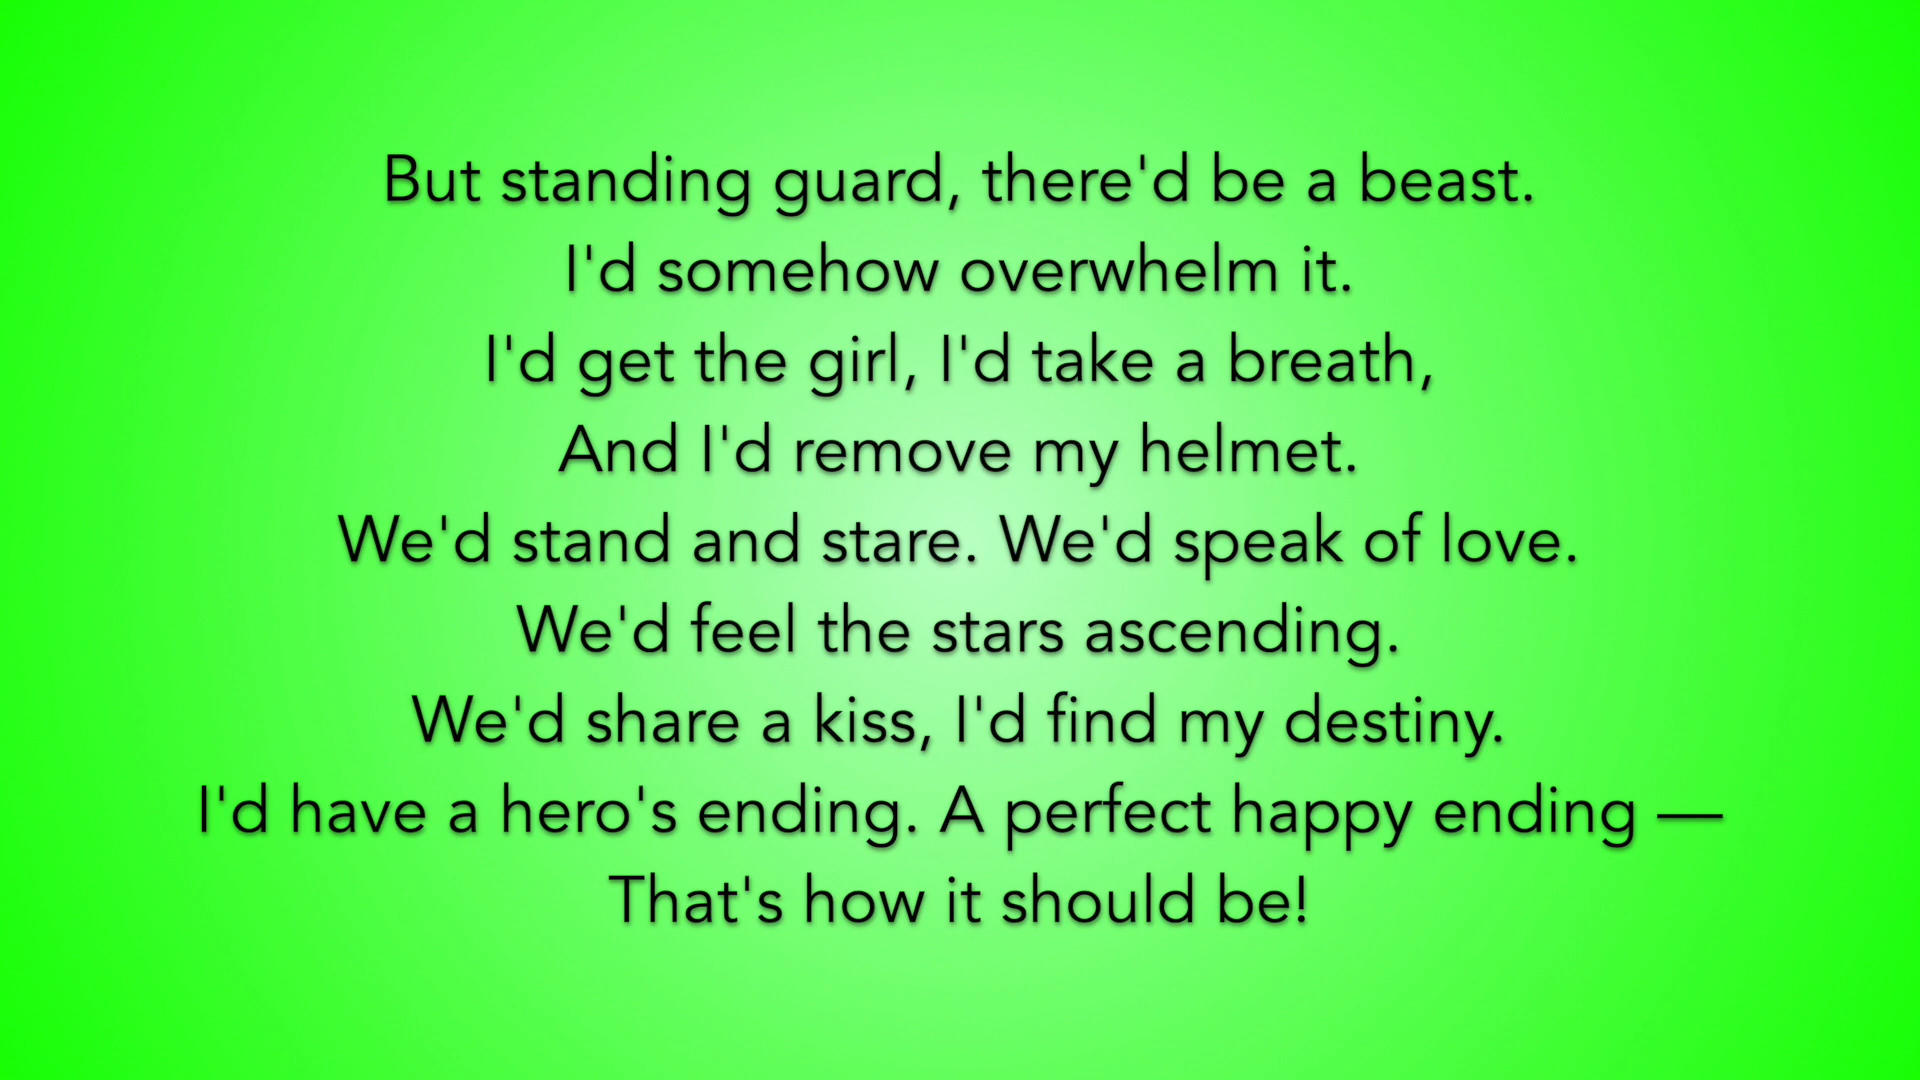 But standing guard, there'd be a beast.
I'd somehow overwhelm it.
I'd get the girl, I'd take a breath,
And I'd remove my helmet.
We'd stand and stare. We'd speak of love.
We'd feel the stars ascending.
We'd share a kiss, I'd find my destiny.
I'd have a hero's ending. A perfect happy ending —
That's how it should be!